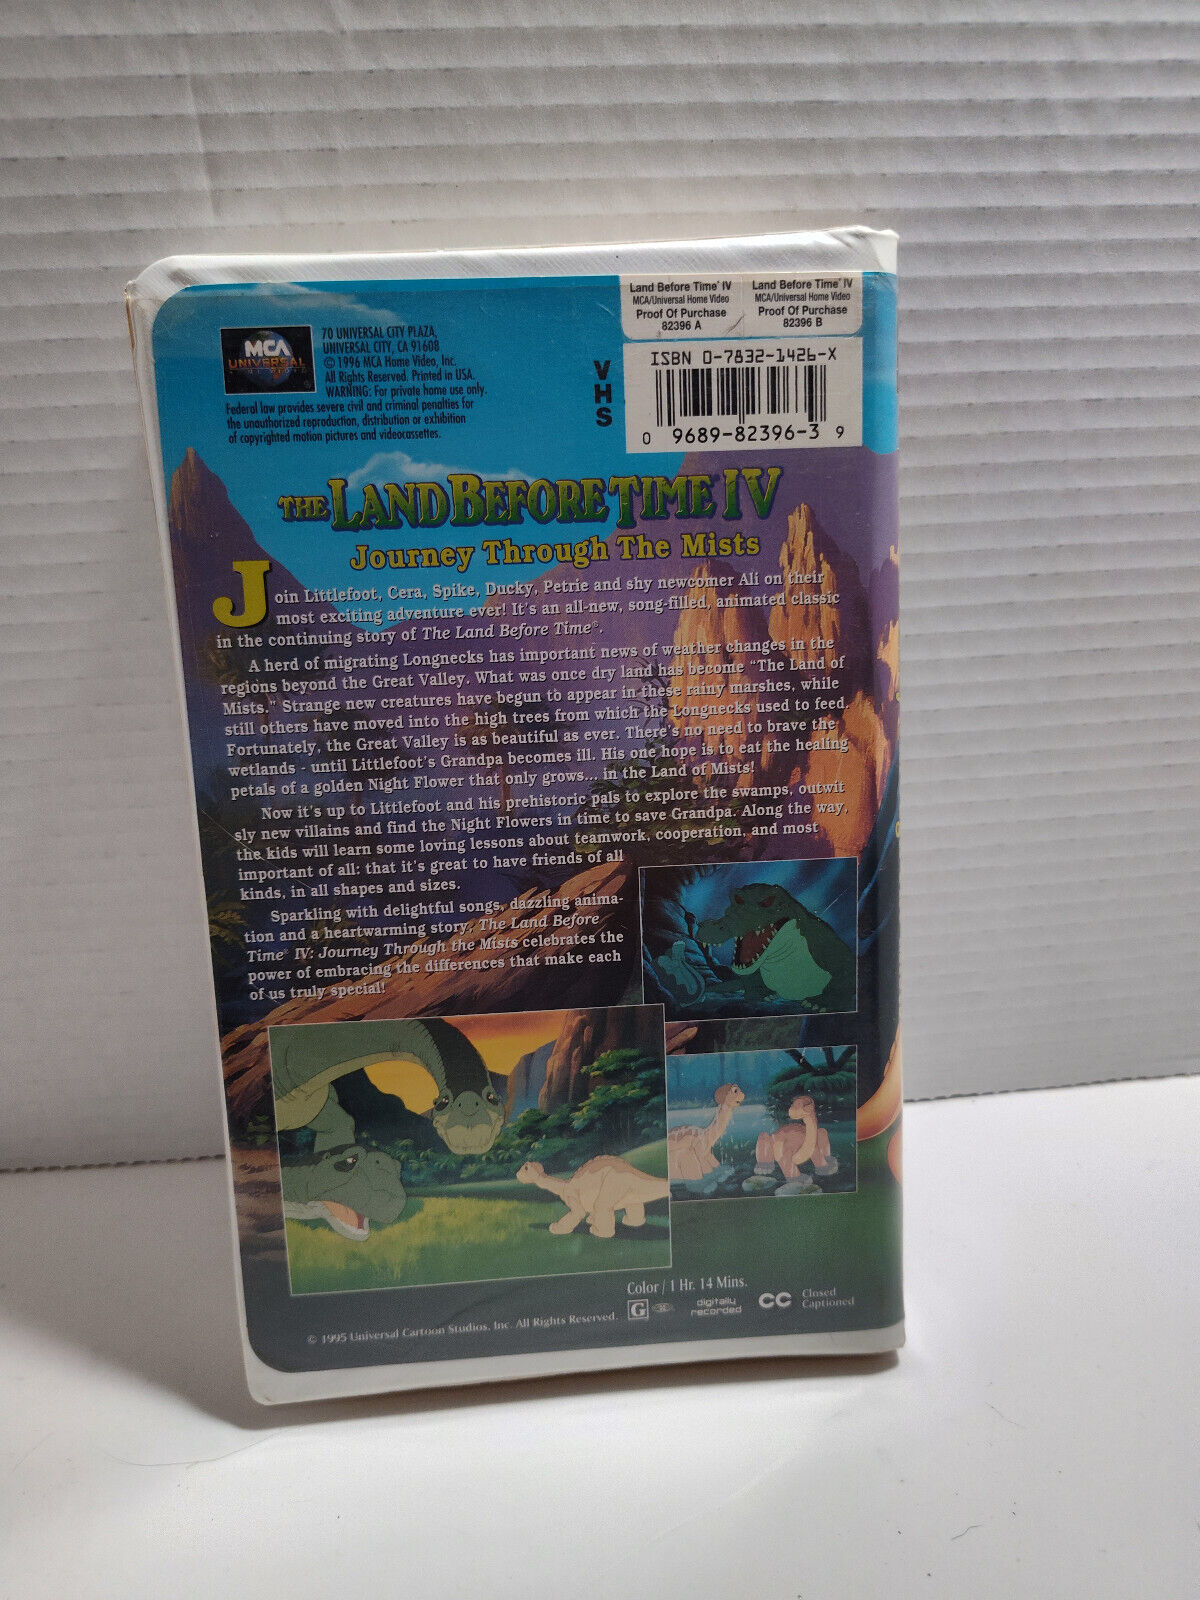 Land Before Time® IV
MCA/Universal Home Video
Proof Of Purchase
82396 A
Land Before Time® IV
MCA/Universal Home Video
Proof Of Purchase
82396 B
MCA
UNIVERSAL
70 UNIVERSAL CITY PLAZA,
UNIVERSAL CITY, CA 91608
© 1996 MCA Home Video, Inc.
All Rights Reserved. Printed in USA.
WARNING: For private home use only.
Federal law provides severe civil and criminal penalties for
the unauthorized reproduction, distribution or exhibition
of copyrighted motion pictures and videocassettes.
VHS
ISBN 0-7832-1426-X
0 9689-82396-3 9
THE LAND BEFORE TIME IV
Journey Through The Mists
Join Littlefoot, Cera, Spike, Ducky, Petrie and shy newcomer Ali on their
most exciting adventure ever! It's an all-new, song-filled, animated classic
in the continuing story of The Land Before Time®.
A herd of migrating Longnecks has important news of weather changes in the
regions beyond the Great Valley. What was once dry land has become "The Land of
Mists." Strange new creatures have begun to appear in these rainy marshes, while
still others have moved into the high trees from which the Longnecks used to feed.
Fortunately, the Great Valley is as beautiful as ever. There's no need to brave the
wetlands - until Littlefoot's Grandpa becomes ill. His one hope is to eat the healing
petals of a golden Night Flower that only grows... in the Land of Mists!
Now it's up to Littlefoot and his prehistoric pals to explore the swamps, outwit
sly new villains and find the Night Flowers in time to save Grandpa. Along the way,
the kids will learn some loving lessons about teamwork, cooperation, and most
important of all: that it's great to have friends of all
kinds, in all shapes and sizes.
Sparkling with delightful songs, dazzling anima-
tion and a heartwarming story, The Land Before
Time® IV: Journey Through the Mists celebrates the
power of embracing the differences that make each
of us truly special!
Color / 1 Hr. 14 Mins.
G
digitally
recorded
CC
Closed
Captioned
© 1995 Universal Cartoon Studios, Inc. All Rights Reserved.